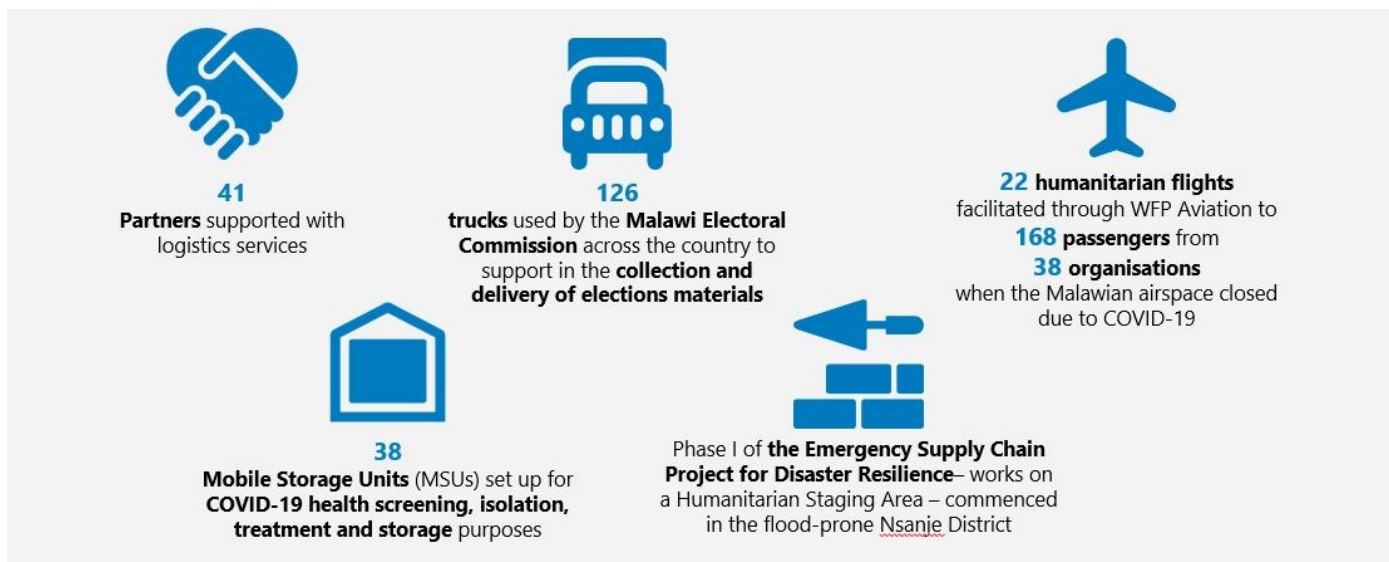 41
Partners supported with
logistics services
126
trucks used by the Malawi Electoral
Commission across the country to
support in the collection and
delivery of elections materials
22 humanitarian flights
facilitated through WFP Aviation to
168 passengers from
38 organisations
when the Malawian airspace closed
due to COVID-19
38
Mobile Storage Units (MSUs) set up for
COVID-19 health screening, isolation,
treatment and storage purposes
Phase I of the Emergency Supply Chain
Project for Disaster Resilience– works on
a Humanitarian Staging Area – commenced
in the flood-prone Nsanje District